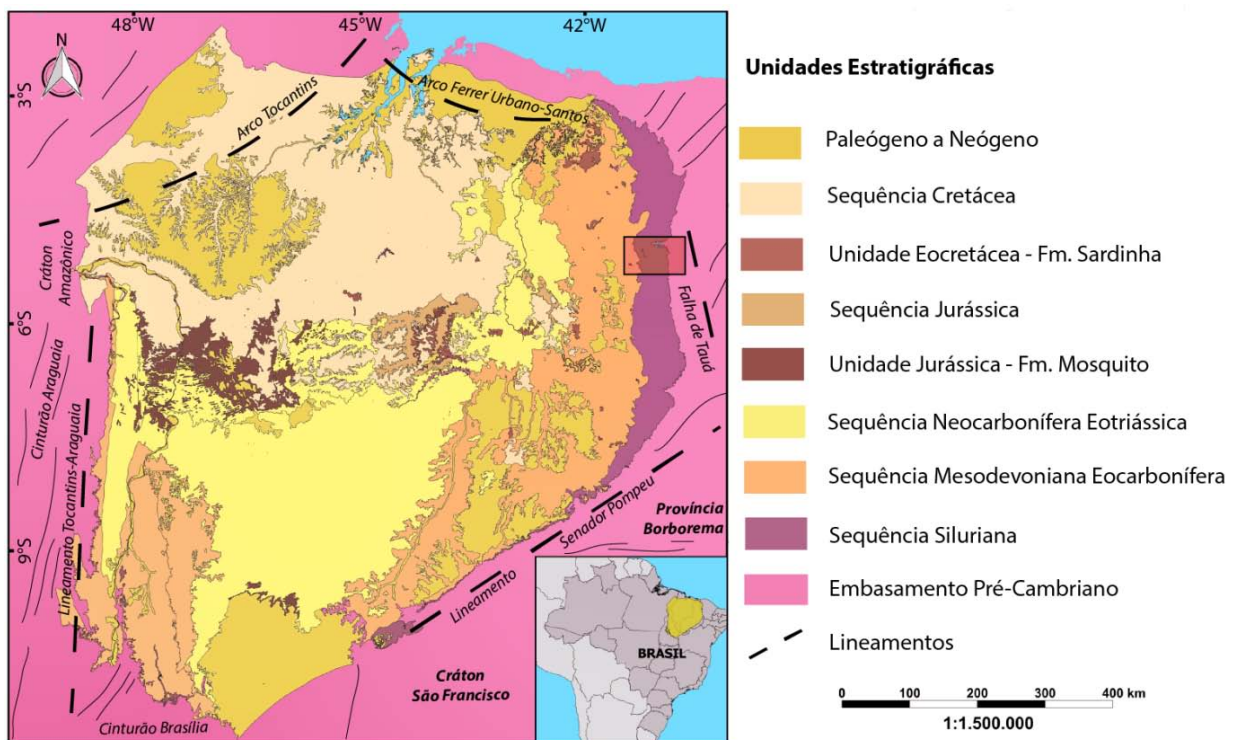 48°W
45°W
42°W
N
3°S
6°S
9°S
Arco Tocantins
Arco Ferrer Urbano-Santos
Cráton
Amazônico
Cinturão Araguaia
Lineamento Tocantins-Araguaia
Falha de Tauá
Província
Borborema
Senador Pompeu
Lineamento
Cráton
São Francisco
Cinturão Brasília
BRASIL
Unidades Estratigráficas
Paleógeno a Neógeno
Sequência Cretácea
Unidade Eocretácea - Fm. Sardinha
Sequência Jurássica
Unidade Jurássica - Fm. Mosquito
Sequência Neocarbonífera Eotriássica
Sequência Mesodevoniana Eocarbonífera
Sequência Siluriana
Embasamento Pré-Cambriano
Lineamentos
0 100 200 300 400 km
1:1.500.000